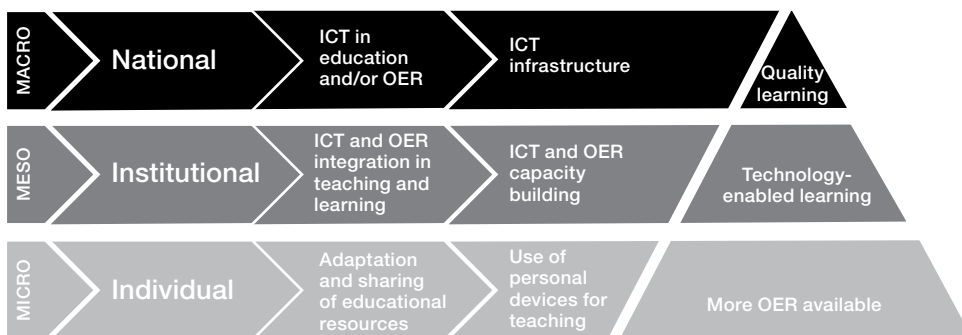 MACRO
National
ICT in
education
and/or OER
ICT
infrastructure
Quality
learning
MESO
Institutional
ICT and OER
integration in
teaching and
learning
ICT and OER
capacity
building
Technology-
enabled learning
MICRO
Individual
Adaptation
and sharing
of educational
resources
Use of
personal
devices for
teaching
More OER available